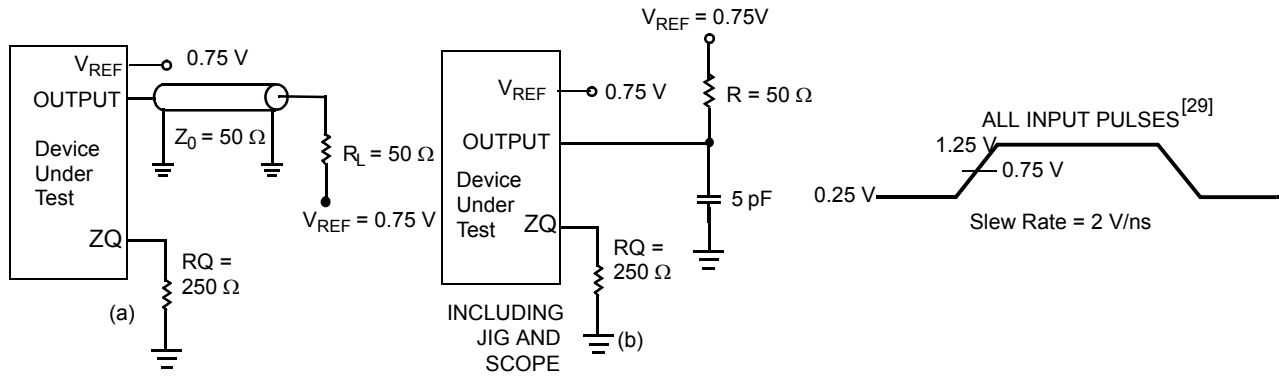 V_REF 0.75 V
OUTPUT
Z_0 = 50 Ω
Device
Under
Test
R_L = 50 Ω
V_REF = 0.75 V
ZQ
RQ =
250 Ω
(a)
V_REF = 0.75V
R = 50 Ω
V_REF 0.75 V
OUTPUT
Device
Under
Test
5 pF
ZQ
RQ =
250 Ω
INCLUDING
JIG AND
SCOPE
(b)
ALL INPUT PULSES[29]
1.25 V
0.75 V
0.25 V
Slew Rate = 2 V/ns